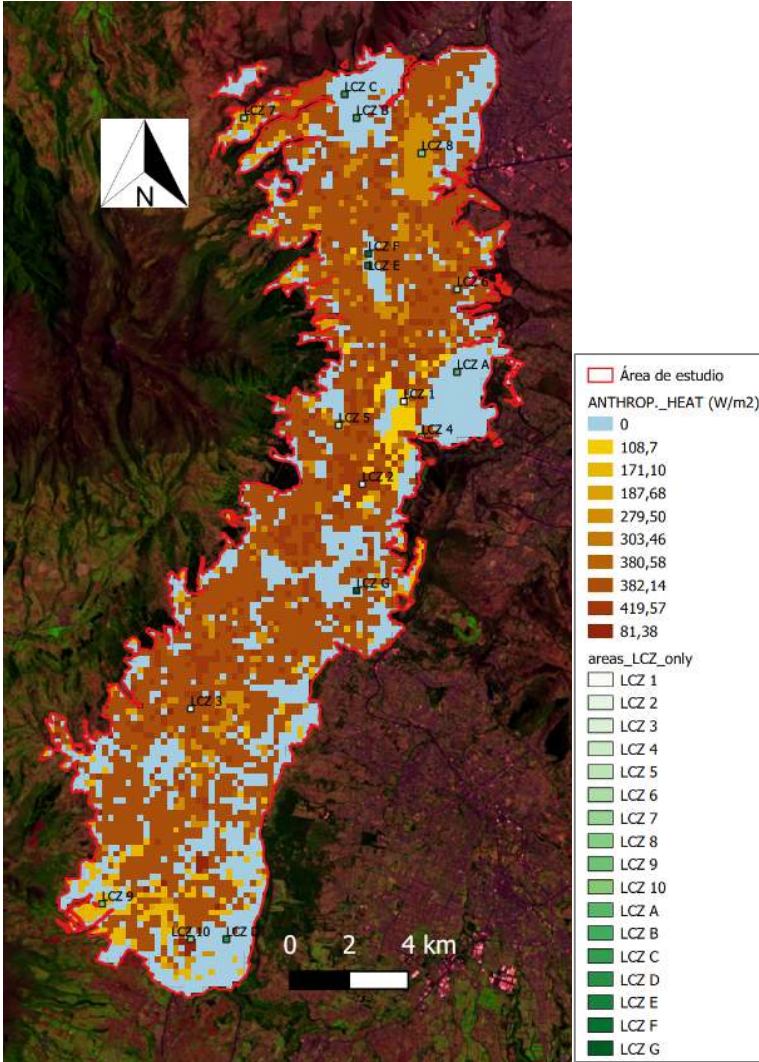 LCZ C
LCZ 7
LCZ B
LCZ 8
N
LCZ F
LCZ E
LCZ 6
LCZ A
LCZ 1
LCZ 5
LCZ 4
LCZ 2
LCZ G
LCZ 3
LCZ 9
LCZ 10
LCZ D
0 2 4 km
Área de estudio
ANTHROP._HEAT (W/m2)
0
108,7
171,10
187,68
279,50
303,46
380,58
382,14
419,57
81,38
areas_LCZ_only
LCZ 1
LCZ 2
LCZ 3
LCZ 4
LCZ 5
LCZ 6
LCZ 7
LCZ 8
LCZ 9
LCZ 10
LCZ A
LCZ B
LCZ C
LCZ D
LCZ E
LCZ F
LCZ G